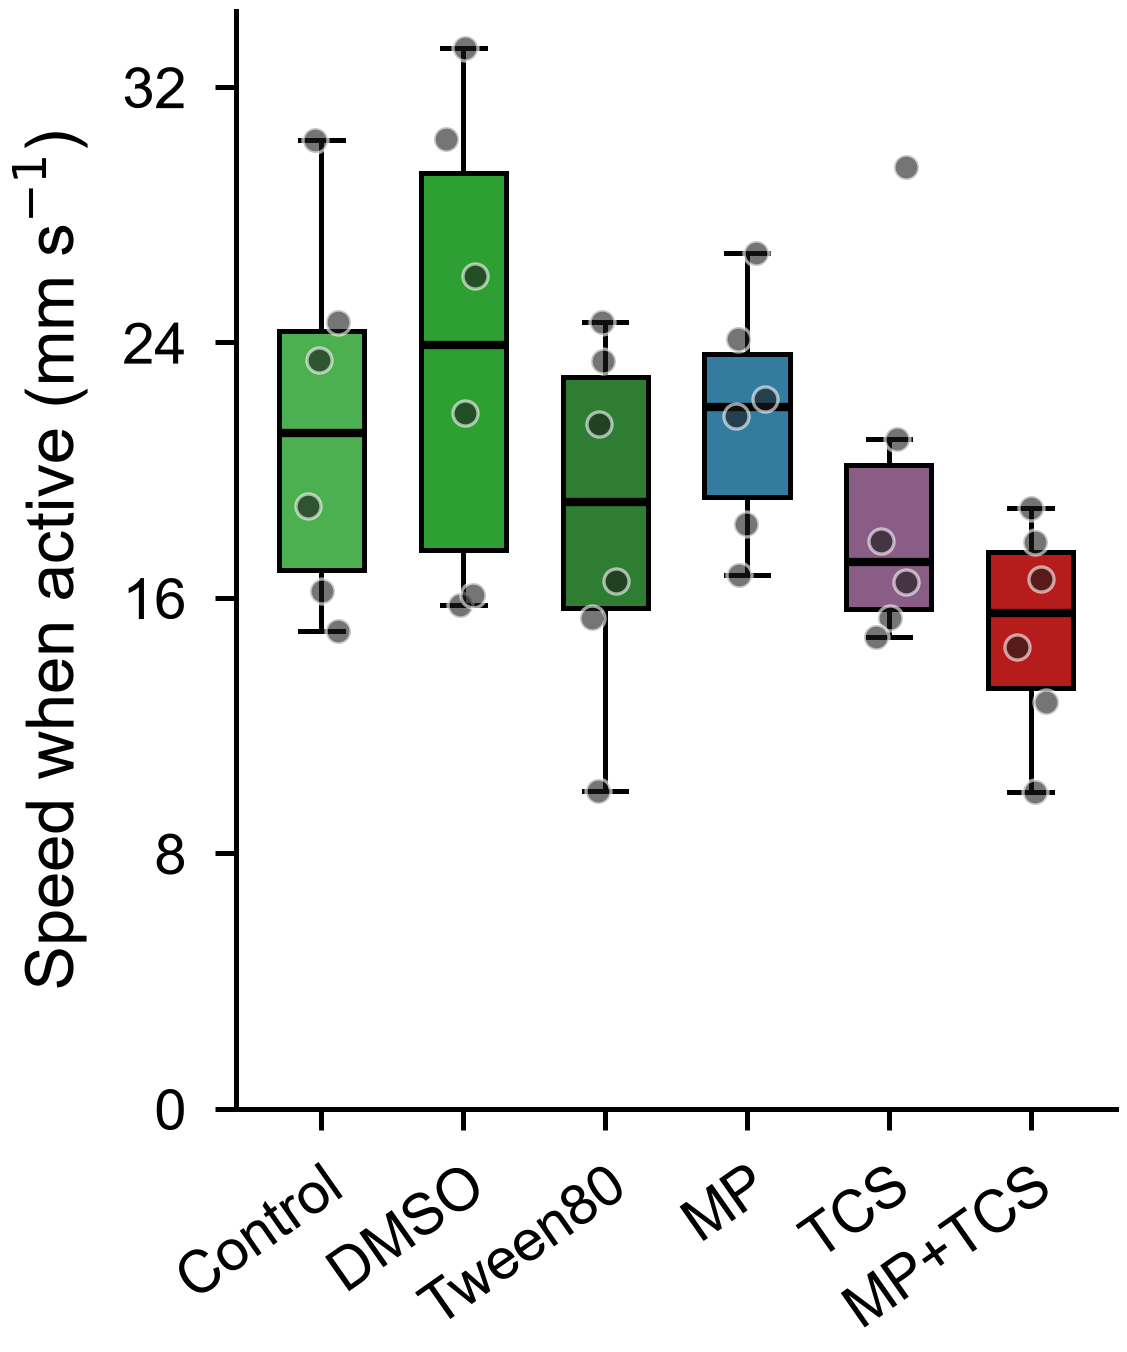 Speed when active (mm s⁻¹)
32
24
16
8
0
Control
DMSO
Tween80
MP
TCS
MP+TCS